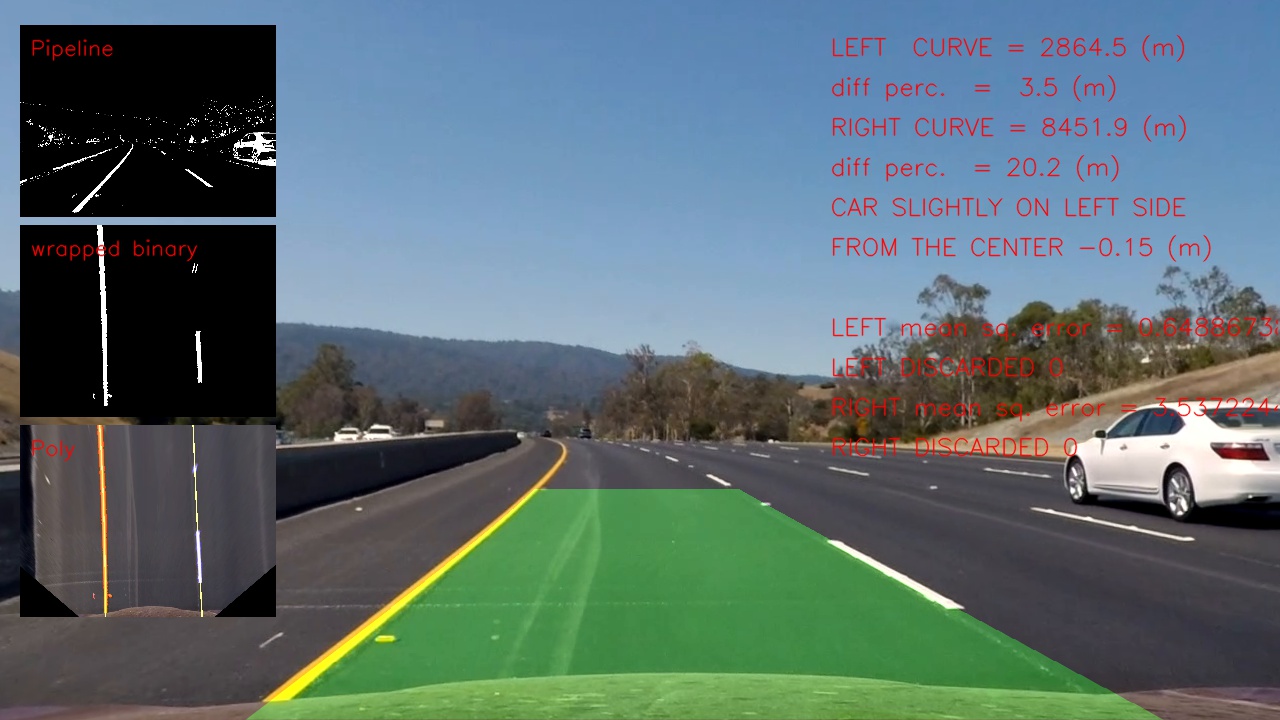 Pipeline
wrapped binary
Poly
LEFT CURVE = 2864.5 (m)
diff perc. = 3.5 (m)
RIGHT CURVE = 8451.9 (m)
diff perc. = 20.2 (m)
CAR SLIGHTLY ON LEFT SIDE
FROM THE CENTER -0.15 (m)
LEFT mean sq. error = 0.6488673
LEFT DISCARDED 0
RIGHT mean sq. error = 3.537224
RIGHT DISCARDED 0